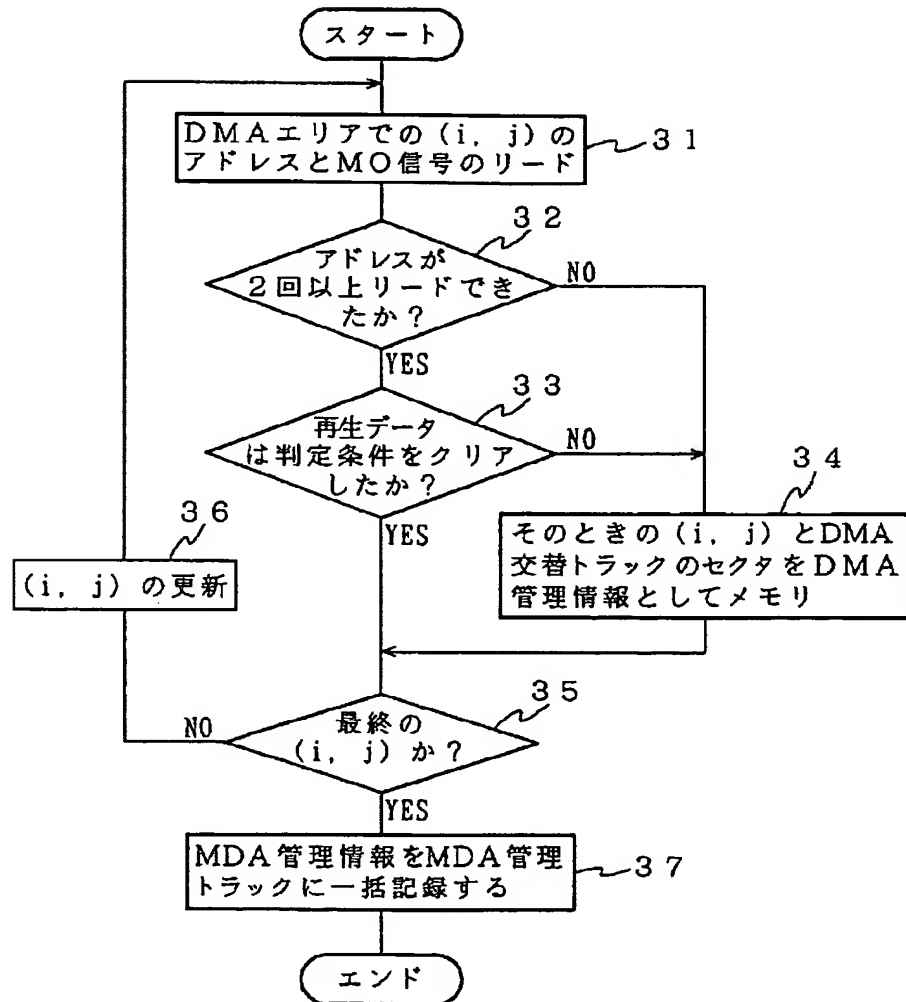 スタート
DMAエリアでの(i, j)の
アドレスとMO信号のリード
31
32
アドレスが
2回以上リードでき
たか?
NO
YES
33
再生データ
は判定条件をクリア
したか?
NO
YES
34
そのときの(i, j)とDMA
交替トラックのセクタをDMA
管理情報としてメモリ
36
(i, j)の更新
35
最終の
(i, j)か?
NO
YES
MDA管理情報をMDA管理
トラックに一括記録する
37
エンド